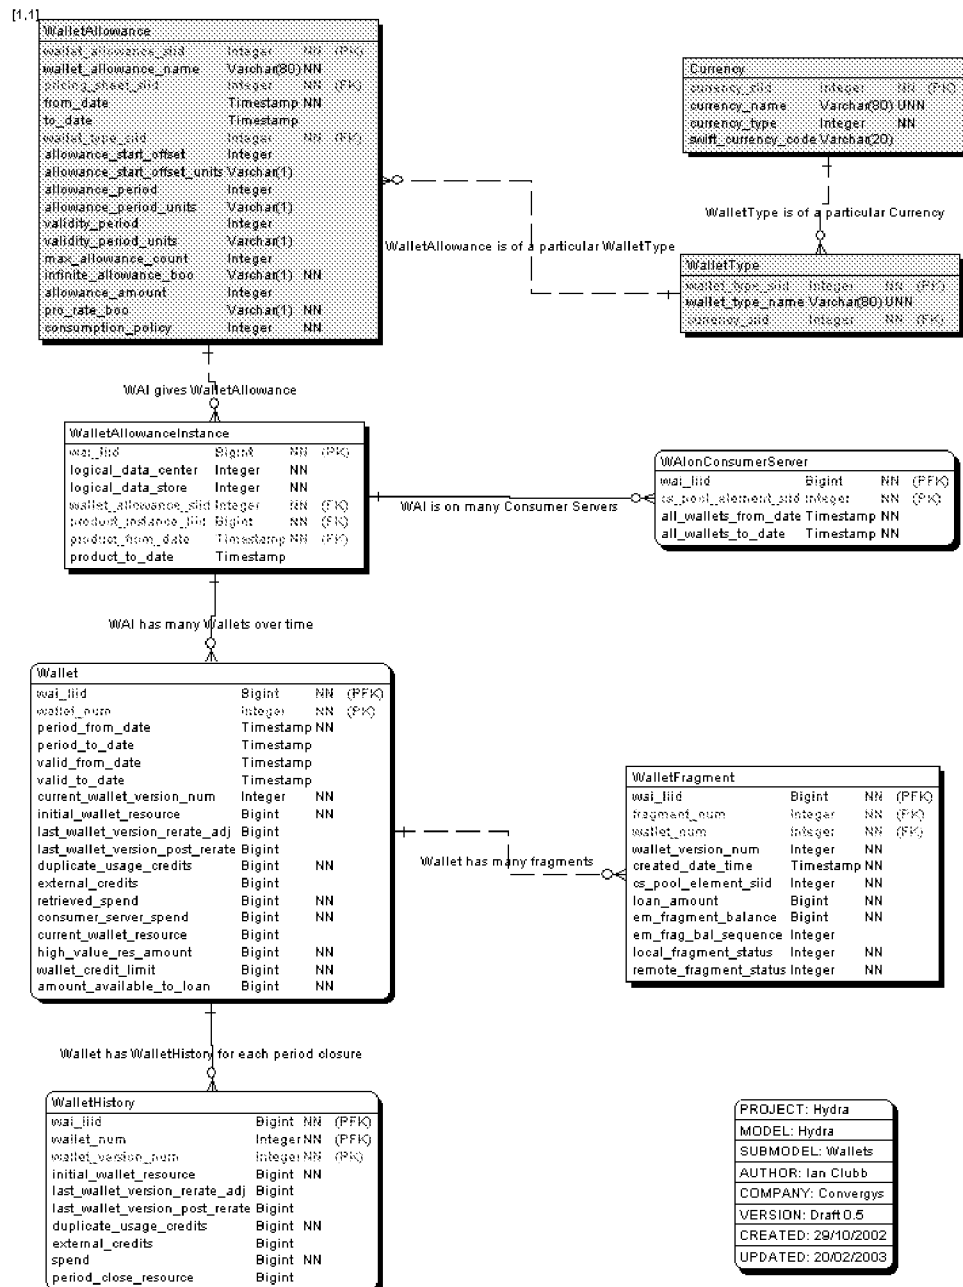 [1,1]
WalletAllowance
wallet_allowance_siid Integer NN (PK)
wallet_allowance_name Varchar(80) NN
pricing_sheet_siid Integer NN (FK)
from_date Timestamp NN
to_date Timestamp
wallet_type_siid Integer NN (FK)
allowance_start_offset Integer
allowance_start_offset_units Varchar(1)
allowance_period Integer
allowance_period_units Varchar(1)
validity_period Integer
validity_period_units Varchar(1)
max_allowance_count Integer
infinite_allowance_boo Varchar(1) NN
allowance_amount Integer
pro_rate_boo Varchar(1) NN
consumption_policy Integer NN
Currency
currency_siid Integer NN (PK)
currency_name Varchar(80) UNN
currency_type Integer NN
swift_currency_code Varchar(20)
WalletType is of a particular Currency
WalletAllowance is of a particular WalletType
WalletType
wallet_type_siid Integer NN (PK)
wallet_type_name Varchar(80) UNN
currency_siid Integer NN (FK)
WAI gives WalletAllowance
WalletAllowanceInstance
wai_liid Bigint NN (PK)
logical_data_center Integer NN
logical_data_store Integer NN
wallet_allowance_siid Integer NN (FK)
product_instance_liid Bigint NN (FK)
product_from_date Timestamp NN (FK)
product_to_date Timestamp
WAI is on many Consumer Servers
WAIonConsumerServer
wai_liid Bigint NN (PFK)
cs_pool_element_siid Integer NN (PK)
all_wallets_from_date Timestamp NN
all_wallets_to_date Timestamp NN
WAI has many Wallets over time
Wallet
wai_liid Bigint NN (PFK)
wallet_num Integer NN (PK)
period_from_date Timestamp NN
period_to_date Timestamp
valid_from_date Timestamp
valid_to_date Timestamp
current_wallet_version_num Integer NN
initial_wallet_resource Bigint NN
last_wallet_version_rerate_adj Bigint
last_wallet_version_post_rerate Bigint
duplicate_usage_credits Bigint NN
external_credits Bigint
retrieved_spend Bigint NN
consumer_server_spend Bigint NN
current_wallet_resource Bigint
high_value_res_amount Bigint NN
wallet_credit_limit Bigint NN
amount_available_to_loan Bigint NN
Wallet has many fragments
WalletFragment
wai_liid Bigint NN (PFK)
fragment_num Integer NN (PK)
wallet_num Integer NN (FK)
wallet_version_num Integer NN
created_date_time Timestamp NN
cs_pool_element_siid Integer NN
loan_amount Bigint NN
em_fragment_balance Bigint NN
em_frag_bal_sequence Integer
local_fragment_status Integer NN
remote_fragment_status Integer NN
Wallet has WalletHistory for each period closure
WalletHistory
wai_liid Bigint NN (PFK)
wallet_num Integer NN (PFK)
wallet_version_num Integer NN (PK)
initial_wallet_resource Bigint NN
last_wallet_version_rerate_adj Bigint
last_wallet_version_post_rerate Bigint
duplicate_usage_credits Bigint NN
external_credits Bigint
spend Bigint NN
period_close_resource Bigint
PROJECT: Hydra
MODEL: Hydra
SUBMODEL: Wallets
AUTHOR: Ian Clubb
COMPANY: Convergys
VERSION: Draft 0.5
CREATED: 29/10/2002
UPDATED: 20/02/2003